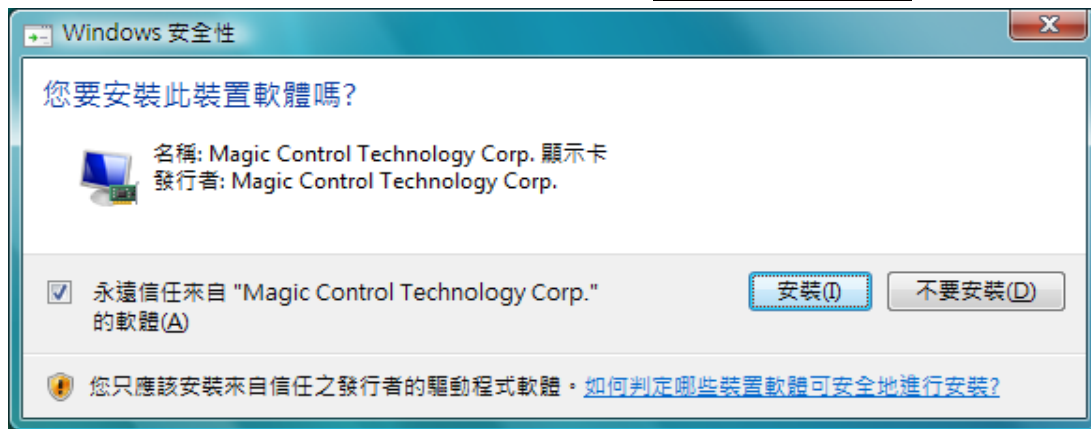 Windows 安全性
您要安裝此裝置軟體嗎?
名稱: Magic Control Technology Corp. 顯示卡
發行者: Magic Control Technology Corp.
永遠信任來自 "Magic Control Technology Corp."
的軟體(A)
安裝(I)
不要安裝(D)
您只應該安裝來自信任之發行者的驅動程式軟體。如何判定哪些裝置軟體可安全地進行安裝?